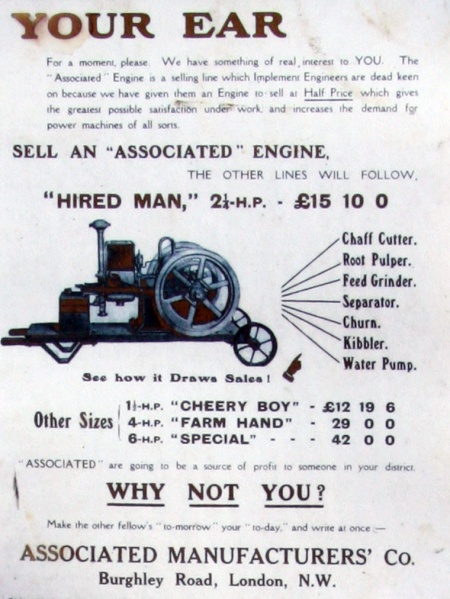 YOUR EAR
For a moment, please. We have something of real interest to YOU. The
"Associated" Engine is a selling line which Implement Engineers are dead keen
on because we have given them an Engine to sell at Half Price which gives
the greatest possible satisfaction under work, and increases the demand for
power machines of all sorts.
SELL AN "ASSOCIATED" ENGINE,
THE OTHER LINES WILL FOLLOW,
"HIRED MAN," 2½-H.P. - £15 10 0
Chaff Cutter.
Root Pulper.
Feed Grinder.
Separator.
Churn.
Kibbler.
Water Pump.
See how it Draws Sales!
Other Sizes
1½-H.P. "CHEERY BOY" - £12 19 6
4-H.P. "FARM HAND" - 29 0 0
6-H.P. "SPECIAL" - - - 42 0 0
"ASSOCIATED" are going to be a source of profit to someone in your district.
WHY NOT YOU?
Make the other fellow's "to-morrow" your "to-day," and write at once :—
ASSOCIATED MANUFACTURERS' Co.
Burghley Road, London, N.W.